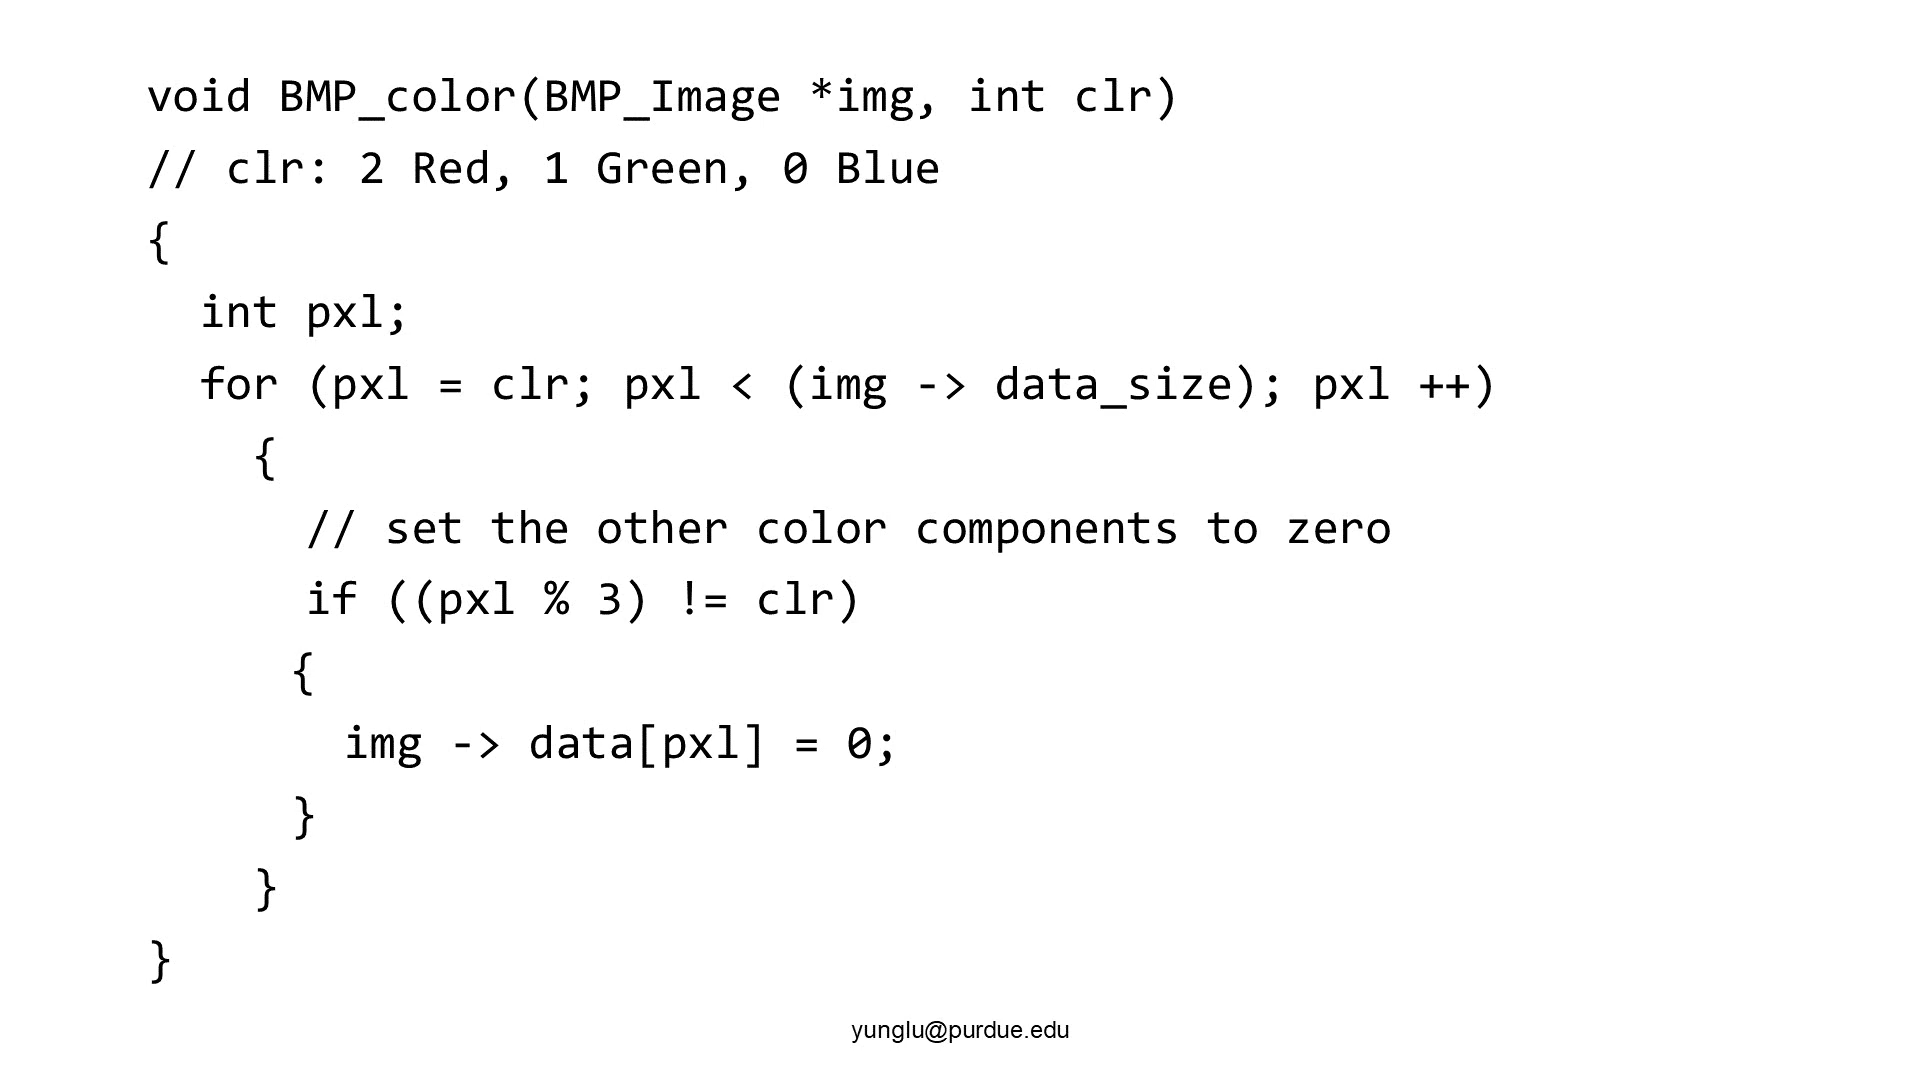 void BMP_color(BMP_Image *img, int clr)
// clr: 2 Red, 1 Green, 0 Blue
{
  int pxl;
  for (pxl = clr; pxl < (img -> data_size); pxl ++)
    {
      // set the other color components to zero
      if ((pxl % 3) != clr)
      {
        img -> data[pxl] = 0;
      }
    }
}
yunglu@purdue.edu